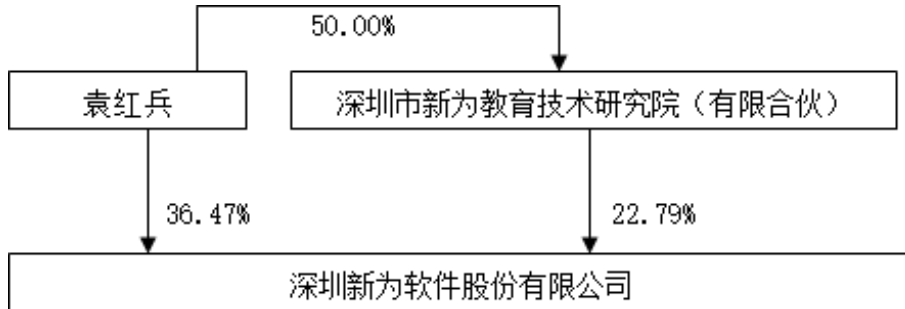 50.00%
袁红兵
深圳市新为教育技术研究院（有限合伙）
36.47%
22.79%
深圳新为软件股份有限公司